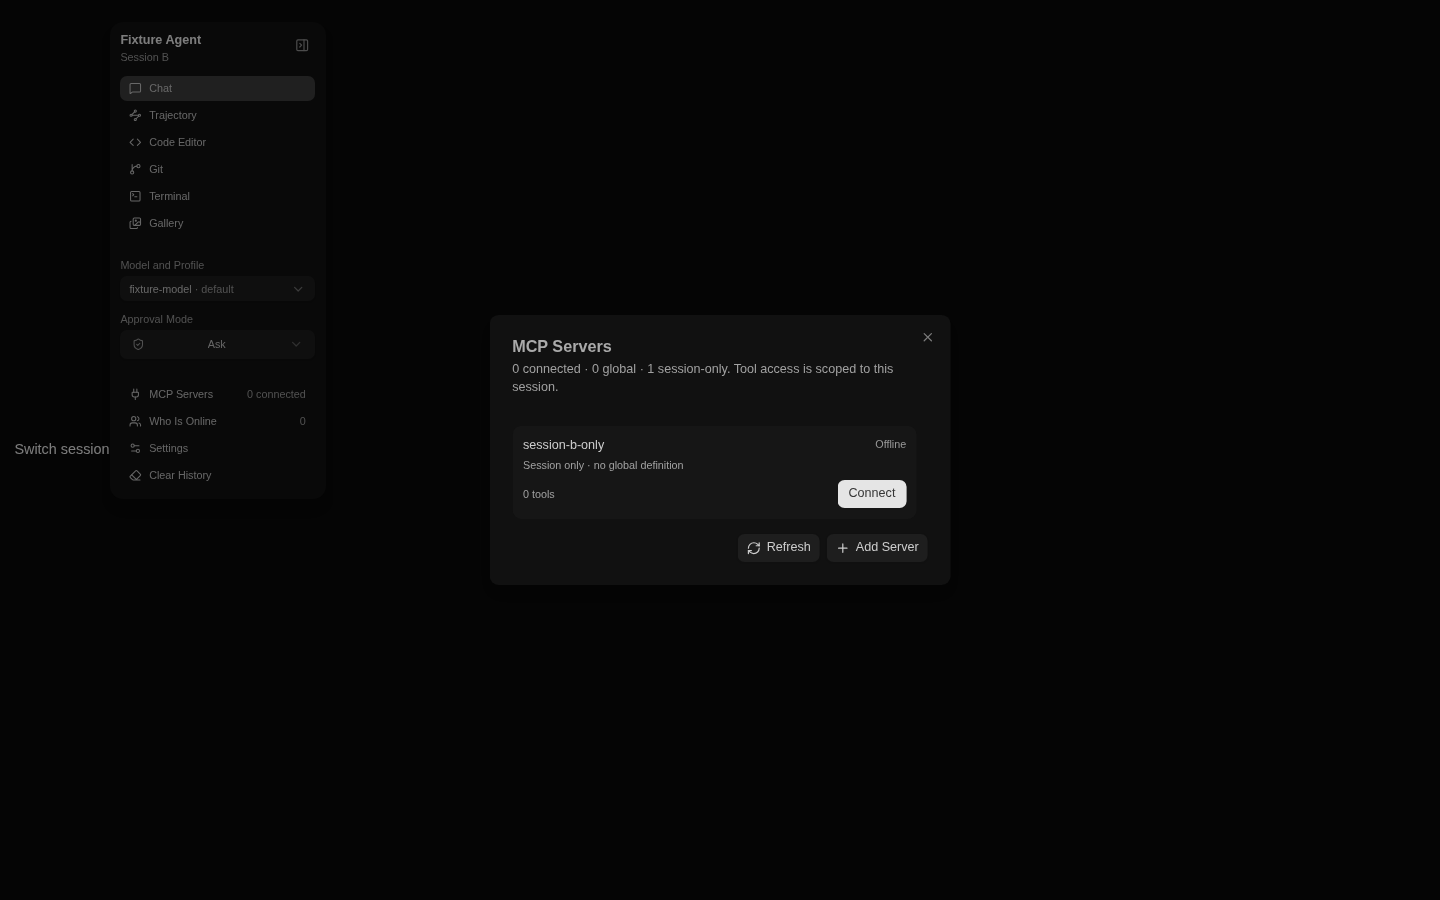 Fixture Agent
Session B
Chat
Trajectory
Code Editor
Git
Terminal
Gallery
Model and Profile
fixture-model · default
Approval Mode
Ask
MCP Servers 0 connected
Who Is Online 0
Switch session
Settings
Clear History
MCP Servers
0 connected · 0 global · 1 session-only. Tool access is scoped to this
session.
session-b-only Offline
Session only · no global definition
0 tools Connect
Refresh Add Server